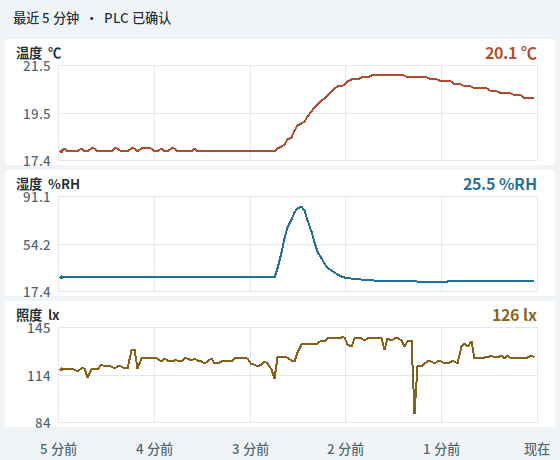 最近 5 分钟 · PLC 已确认
温度 ℃ 20.1 ℃
21.5
19.5
17.4
湿度 %RH 25.5 %RH
91.1
54.2
17.4
照度 lx 126 lx
145
114
84
5 分前 4 分前 3 分前 2 分前 1 分前 现在